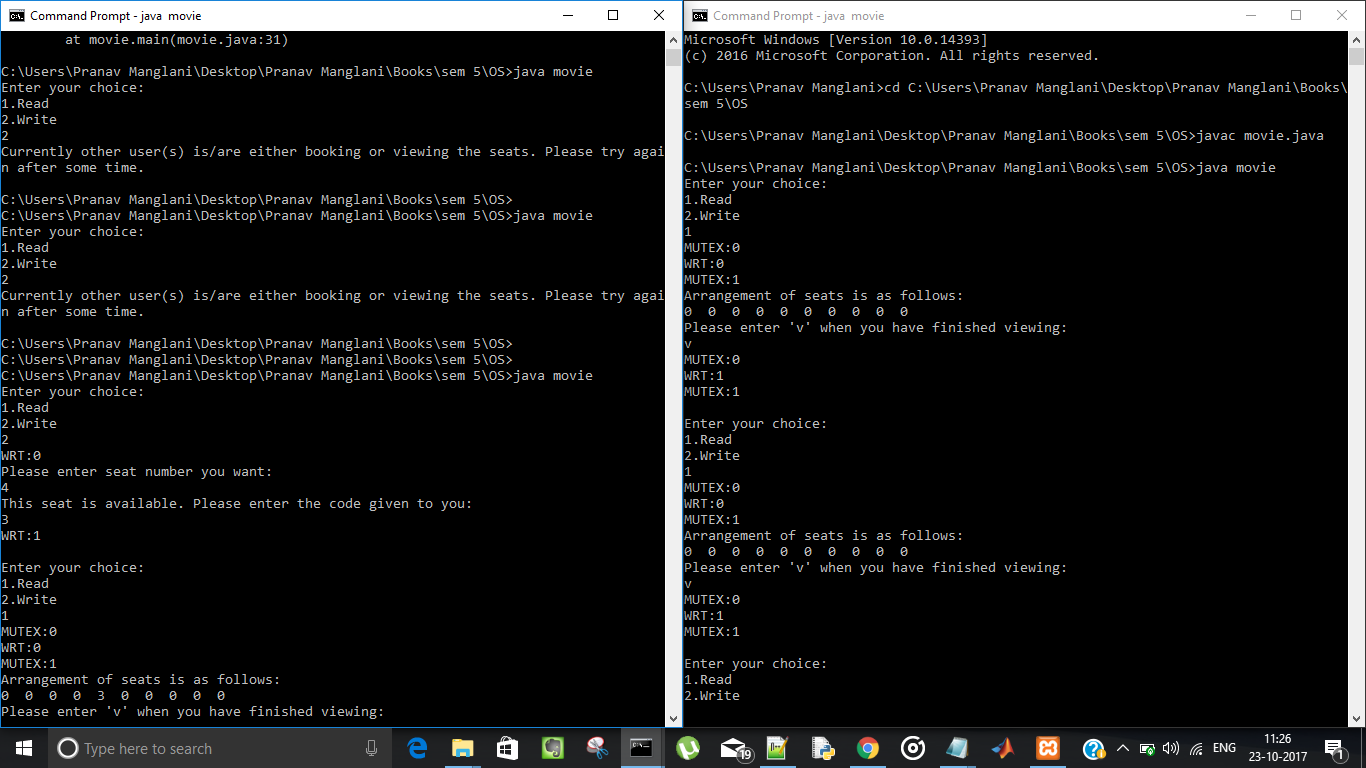 Command Prompt - java  movie
        at movie.main(movie.java:31)
C:\Users\Pranav Manglani\Desktop\Pranav Manglani\Books\sem 5\OS>java movie
Enter your choice:
1.Read
2.Write
2
Currently other user(s) is/are either booking or viewing the seats. Please try agai
n after some time.
C:\Users\Pranav Manglani\Desktop\Pranav Manglani\Books\sem 5\OS>
C:\Users\Pranav Manglani\Desktop\Pranav Manglani\Books\sem 5\OS>java movie
Enter your choice:
1.Read
2.Write
2
Currently other user(s) is/are either booking or viewing the seats. Please try agai
n after some time.
C:\Users\Pranav Manglani\Desktop\Pranav Manglani\Books\sem 5\OS>
C:\Users\Pranav Manglani\Desktop\Pranav Manglani\Books\sem 5\OS>
C:\Users\Pranav Manglani\Desktop\Pranav Manglani\Books\sem 5\OS>java movie
Enter your choice:
1.Read
2.Write
2
WRT:0
Please enter seat number you want:
4
This seat is available. Please enter the code given to you:
3
WRT:1
Enter your choice:
1.Read
2.Write
1
MUTEX:0
WRT:0
MUTEX:1
Arrangement of seats is as follows:
0  0  0  0  3  0  0  0  0  0
Please enter 'v' when you have finished viewing:
Command Prompt - java  movie
Microsoft Windows [Version 10.0.14393]
(c) 2016 Microsoft Corporation. All rights reserved.
C:\Users\Pranav Manglani>cd C:\Users\Pranav Manglani\Desktop\Pranav Manglani\Books\
sem 5\OS
C:\Users\Pranav Manglani\Desktop\Pranav Manglani\Books\sem 5\OS>javac movie.java
C:\Users\Pranav Manglani\Desktop\Pranav Manglani\Books\sem 5\OS>java movie
Enter your choice:
1.Read
2.Write
1
MUTEX:0
WRT:0
MUTEX:1
Arrangement of seats is as follows:
0  0  0  0  0  0  0  0  0  0
Please enter 'v' when you have finished viewing:
v
MUTEX:0
WRT:1
MUTEX:1
Enter your choice:
1.Read
2.Write
1
MUTEX:0
WRT:0
MUTEX:1
Arrangement of seats is as follows:
0  0  0  0  0  0  0  0  0  0
Please enter 'v' when you have finished viewing:
v
MUTEX:0
WRT:1
MUTEX:1
Enter your choice:
1.Read
2.Write
Type here to search
19
ENG
11:26
23-10-2017
1